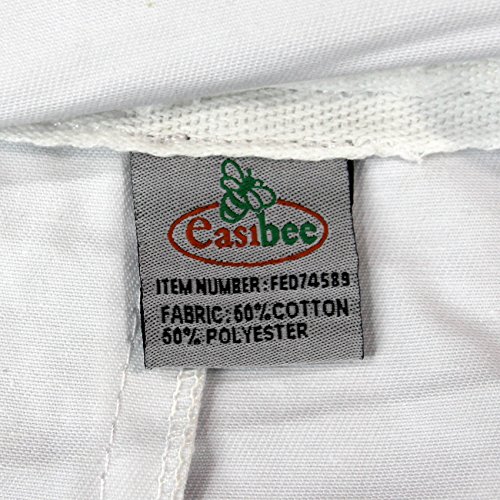 easibee
ITEM NUMBER:FED74589
FABRIC:60%COTTON
50% POLYESTER